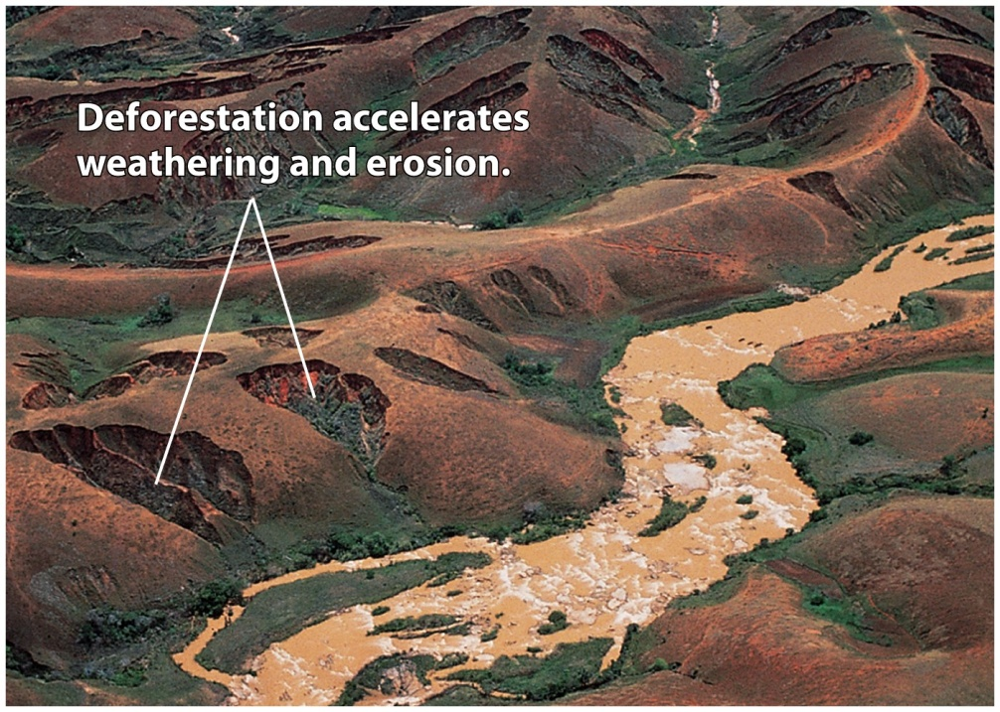 Deforestation accelerates
weathering and erosion.